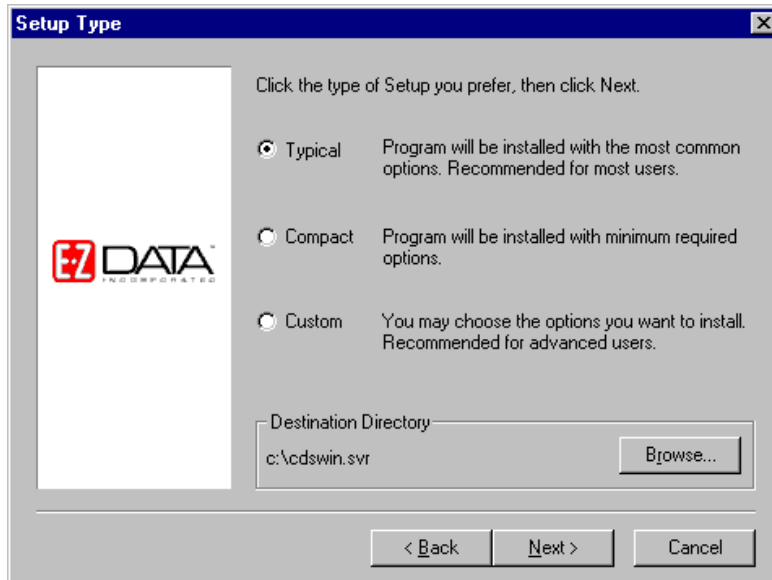 Setup Type
Click the type of Setup you prefer, then click Next.
Typical
Program will be installed with the most common
options. Recommended for most users.
Compact
Program will be installed with minimum required
options.
Custom
You may choose the options you want to install.
Recommended for advanced users.
E-Z DATA™
INCORPORATED
Destination Directory
c:\cdswin.svr
Browse...
< Back
Next >
Cancel